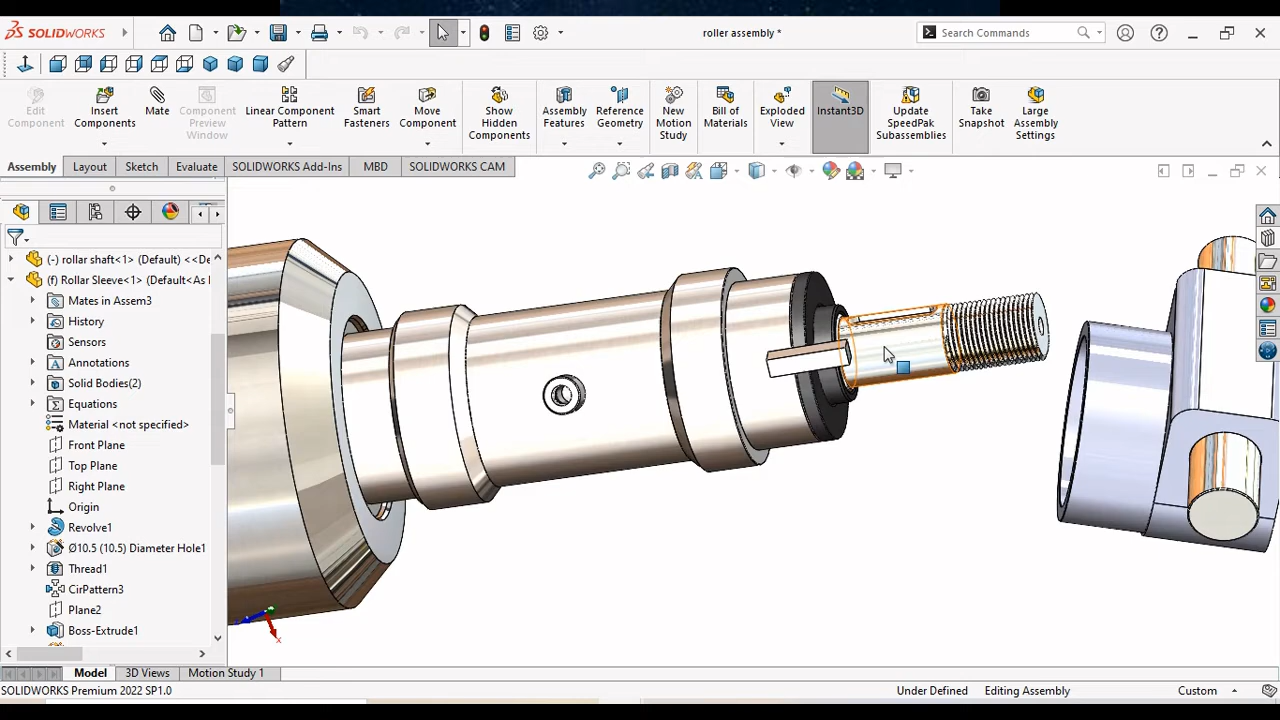 SOLIDWORKS
roller assembly *
Search Commands
Edit Component
Insert Components
Mate
Component Preview Window
Linear Component Pattern
Smart Fasteners
Move Component
Show Hidden Components
Assembly Features
Reference Geometry
New Motion Study
Bill of Materials
Exploded View
Instant3D
Update SpeedPak Subassemblies
Take Snapshot
Large Assembly Settings
Assembly
Layout
Sketch
Evaluate
SOLIDWORKS Add-Ins
MBD
SOLIDWORKS CAM
(-) rollar shaft<1> (Default) <<De
(f) Rollar Sleeve<1> (Default<As
Mates in Assem3
History
Sensors
Annotations
Solid Bodies(2)
Equations
Material <not specified>
Front Plane
Top Plane
Right Plane
Origin
Revolve1
Ø10.5 (10.5) Diameter Hole1
Thread1
CirPattern3
Plane2
Boss-Extrude1
x
Model
3D Views
Motion Study 1
SOLIDWORKS Premium 2022 SP1.0
Under Defined
Editing Assembly
Custom